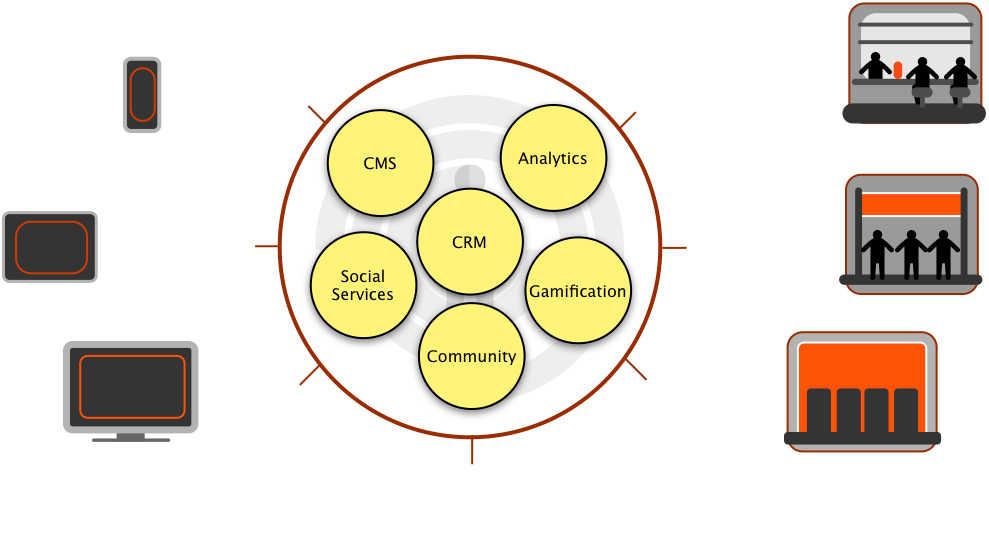 CMS
Analytics
CRM
Social
Services
Gamification
Community